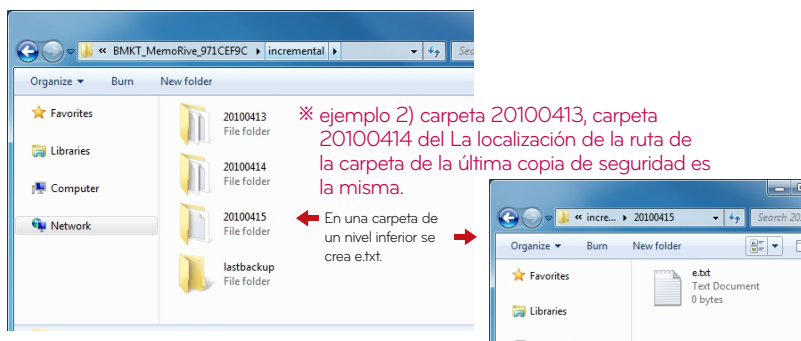 « BMKT_MemoRive_971CEF9C ▸ incremental ▸
Organize ▾ Burn New folder
Favorites
Libraries
Computer
Network
20100413
File folder
20100414
File folder
20100415
File folder
lastbackup
File folder
※ ejemplo 2) carpeta 20100413, carpeta
20100414 del La localización de la ruta de
la carpeta de la última copia de seguridad es
la misma.
En una carpeta de
un nivel inferior se
crea e.txt.
« incre... ▸ 20100415 Search 20
Organize ▾ Burn New folder
Favorites
Libraries
e.txt
Text Document
0 bytes